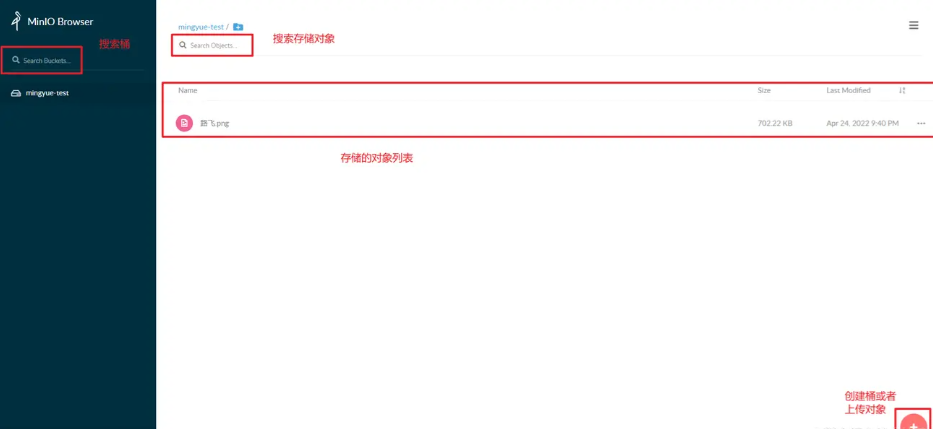 MinIO Browser
搜索桶
Search Buckets...
mingyue-test
mingyue-test /
Search Objects...
搜索存储对象
Name Size Last Modified
路飞.png 702.22 KB Apr 24, 2022 9:40 PM ...
存储的对象列表
创建桶或者
上传对象